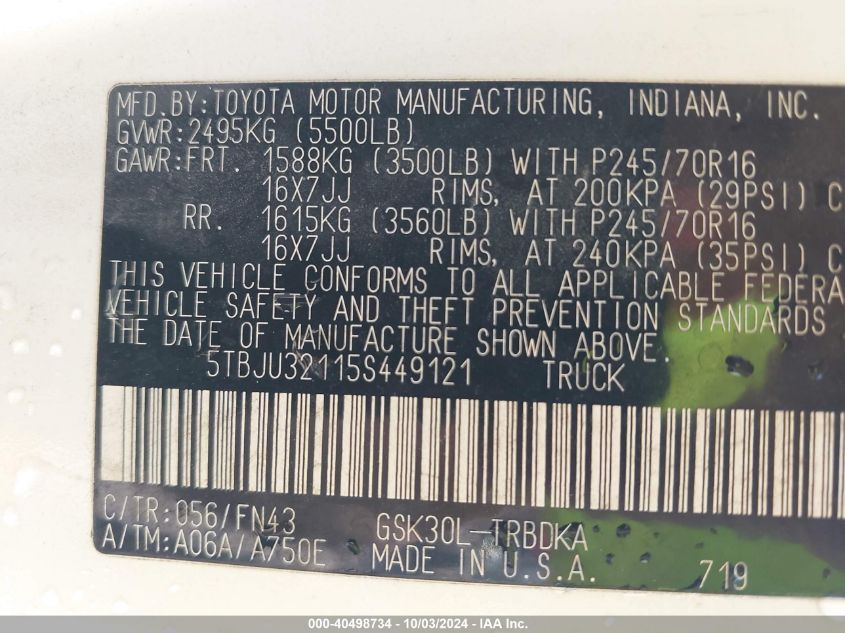 MFD.BY:TOYOTA MOTOR MANUFACTURING, INDIANA, INC.
GVWR:2495KG (5500LB)
GAWR:FRT. 1588KG (3500LB) WITH P245/70R16
16X7JJ RIMS, AT 200KPA (29PSI) C
RR. 1615KG (3560LB) WITH P245/70R16
16X7JJ RIMS, AT 240KPA (35PSI) C
THIS VEHICLE CONFORMS TO ALL APPLICABLE FEDERA
VEHICLE SAFETY AND THEFT PREVENTION STANDARDS
THE DATE OF MANUFACTURE SHOWN ABOVE.
5TBJU32115S449121 TRUCK
C/TR:056/FN43 GSK30L-TRBDKA
A/TM:A06A/A750E MADE IN U.S.A. 719
000-40498734 - 10/03/2024 - IAA Inc.